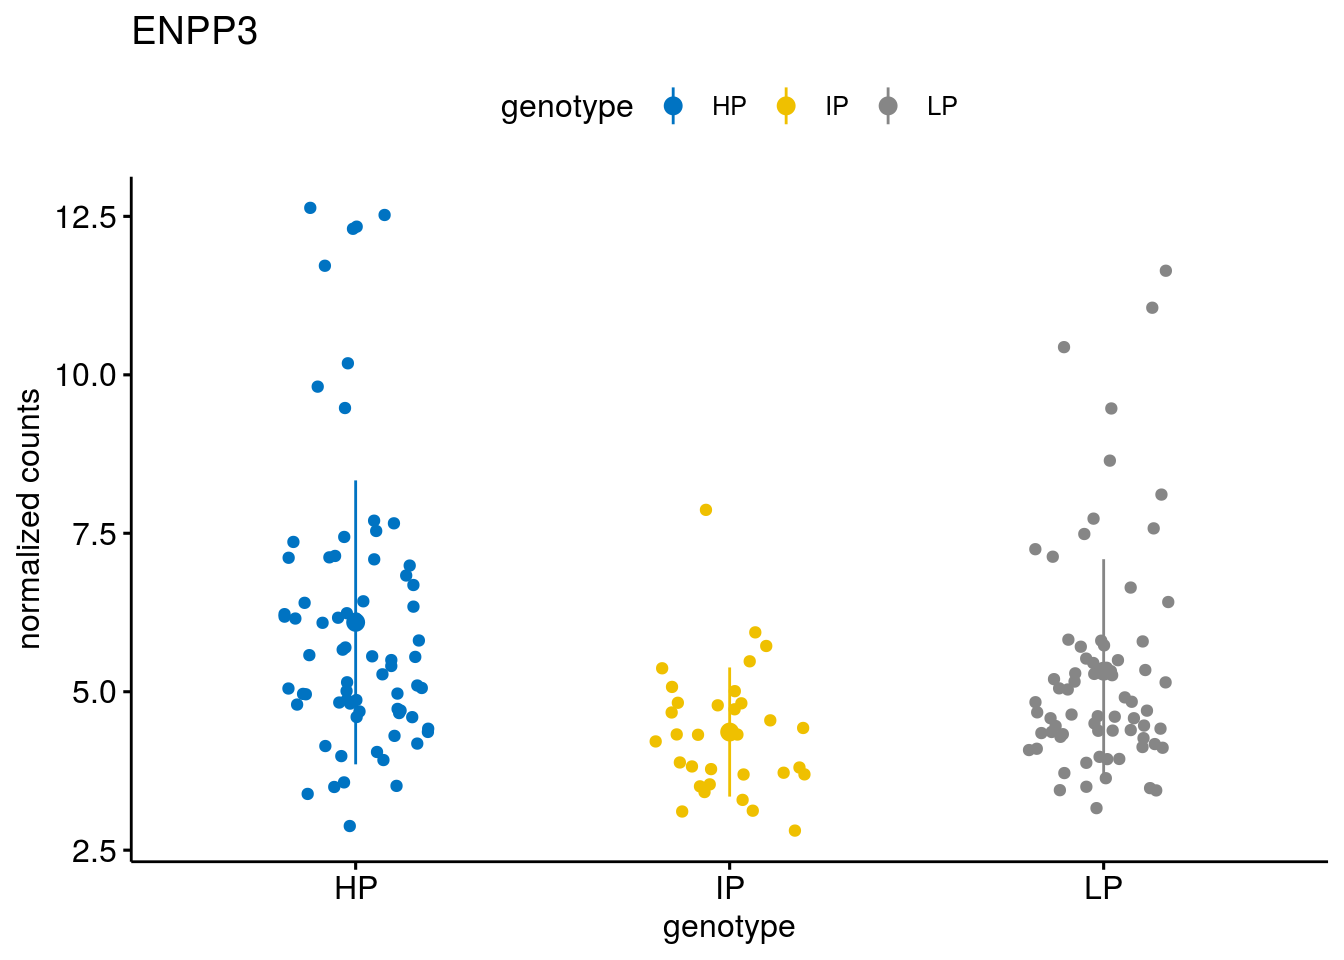 ENPP3
genotype HP IP LP
normalized counts
12.5
10.0
7.5
5.0
2.5
HP IP LP
genotype